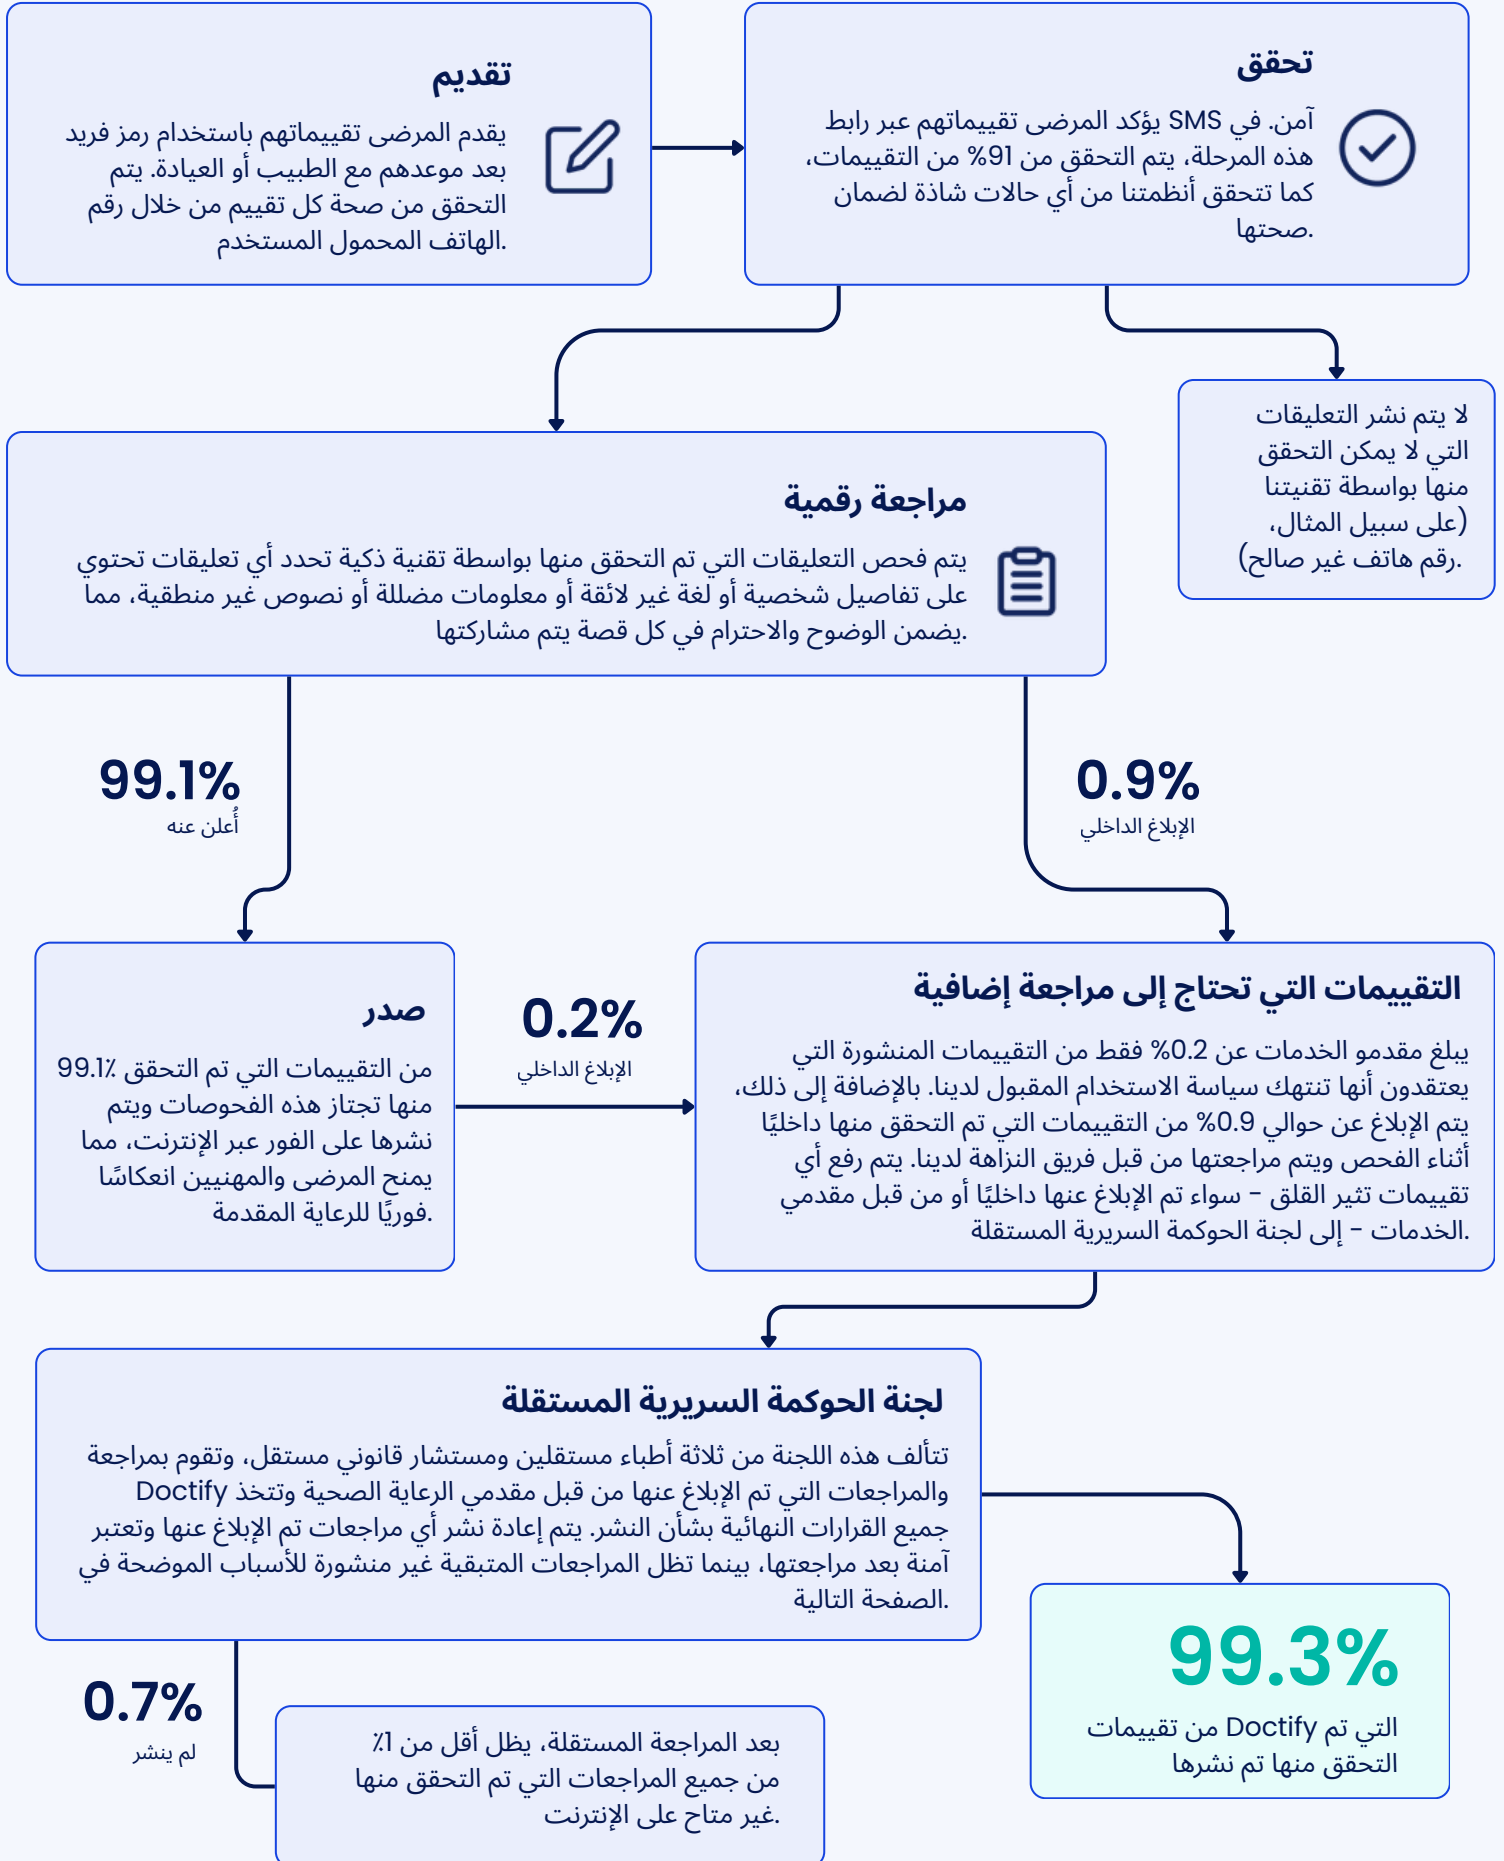 تقديم
يقدم المرضى تقييماتهم باستخدام رمز فريد
بعد موعدهم مع الطبيب أو العيادة. يتم
التحقق من صحة كل تقييم من خلال رقم
.الهاتف المحمول المستخدم
تحقق
آمن. في SMS يؤكد المرضى تقييماتهم عبر رابط
هذه المرحلة، يتم التحقق من 91% من التقييمات،
كما تتحقق أنظمتنا من أي حالات شاذة لضمان
.صحتها
لا يتم نشر التعليقات
التي لا يمكن التحقق
منها بواسطة تقنيتنا
(على سبيل المثال،
.رقم هاتف غير صالح)
مراجعة رقمية
يتم فحص التعليقات التي تم التحقق منها بواسطة تقنية ذكية تحدد أي تعليقات تحتوي
على تفاصيل شخصية أو لغة غير لائقة أو معلومات مضللة أو نصوص غير منطقية، مما
.يضمن الوضوح والاحترام في كل قصة يتم مشاركتها
99.1%
أُعلن عنه
0.9%
الإبلاغ الداخلي
صدر
من التقييمات التي تم التحقق 99.1٪
منها تجتاز هذه الفحوصات ويتم
نشرها على الفور عبر الإنترنت، مما
يمنح المرضى والمهنيين انعكاسًا
.فوريًا للرعاية المقدمة
0.2%
الإبلاغ الداخلي
التقييمات التي تحتاج إلى مراجعة إضافية
يبلغ مقدمو الخدمات عن 0.2% فقط من التقييمات المنشورة التي
يعتقدون أنها تنتهك سياسة الاستخدام المقبول لدينا. بالإضافة إلى ذلك،
يتم الإبلاغ عن حوالي 0.9% من التقييمات التي تم التحقق منها داخليًا
أثناء الفحص ويتم مراجعتها من قبل فريق النزاهة لدينا. يتم رفع أي
تقييمات تثير القلق – سواء تم الإبلاغ عنها داخليًا أو من قبل مقدمي
.الخدمات – إلى لجنة الحوكمة السريرية المستقلة
لجنة الحوكمة السريرية المستقلة
تتألف هذه اللجنة من ثلاثة أطباء مستقلين ومستشار قانوني مستقل، وتقوم بمراجعة
والمراجعات التي تم الإبلاغ عنها من قبل مقدمي الرعاية الصحية وتتخذ Doctify
جميع القرارات النهائية بشأن النشر. يتم إعادة نشر أي مراجعات تم الإبلاغ عنها وتعتبر
آمنة بعد مراجعتها، بينما تظل المراجعات المتبقية غير منشورة للأسباب الموضحة في
.الصفحة التالية
99.3%
التي تم Doctify من تقييمات
التحقق منها تم نشرها
0.7%
لم ينشر
بعد المراجعة المستقلة، يظل أقل من 1٪
من جميع المراجعات التي تم التحقق منها
.غير متاح على الإنترنت